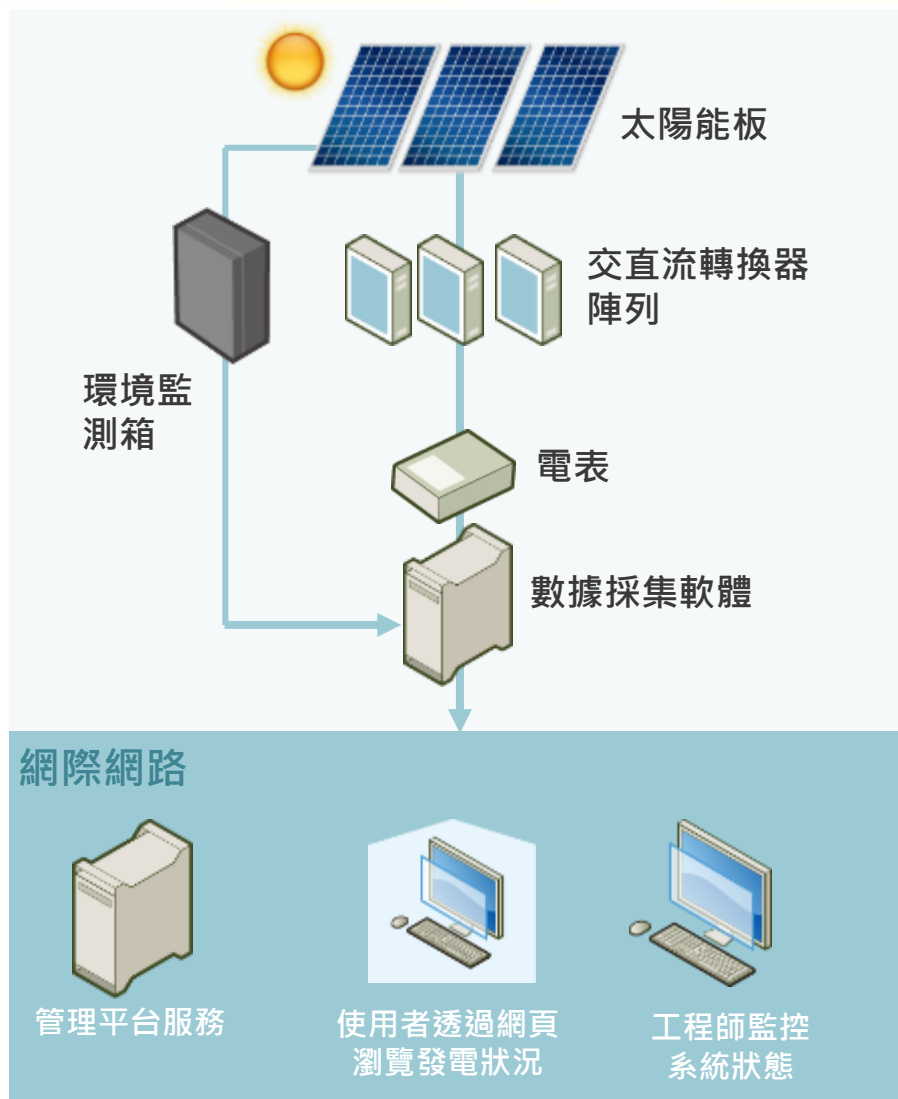 太陽能板
交直流轉換器
陣列
環境監
測箱
電表
數據採集軟體
網際網路
管理平台服務
使用者透過網頁
瀏覽發電狀況
工程師監控
系統狀態